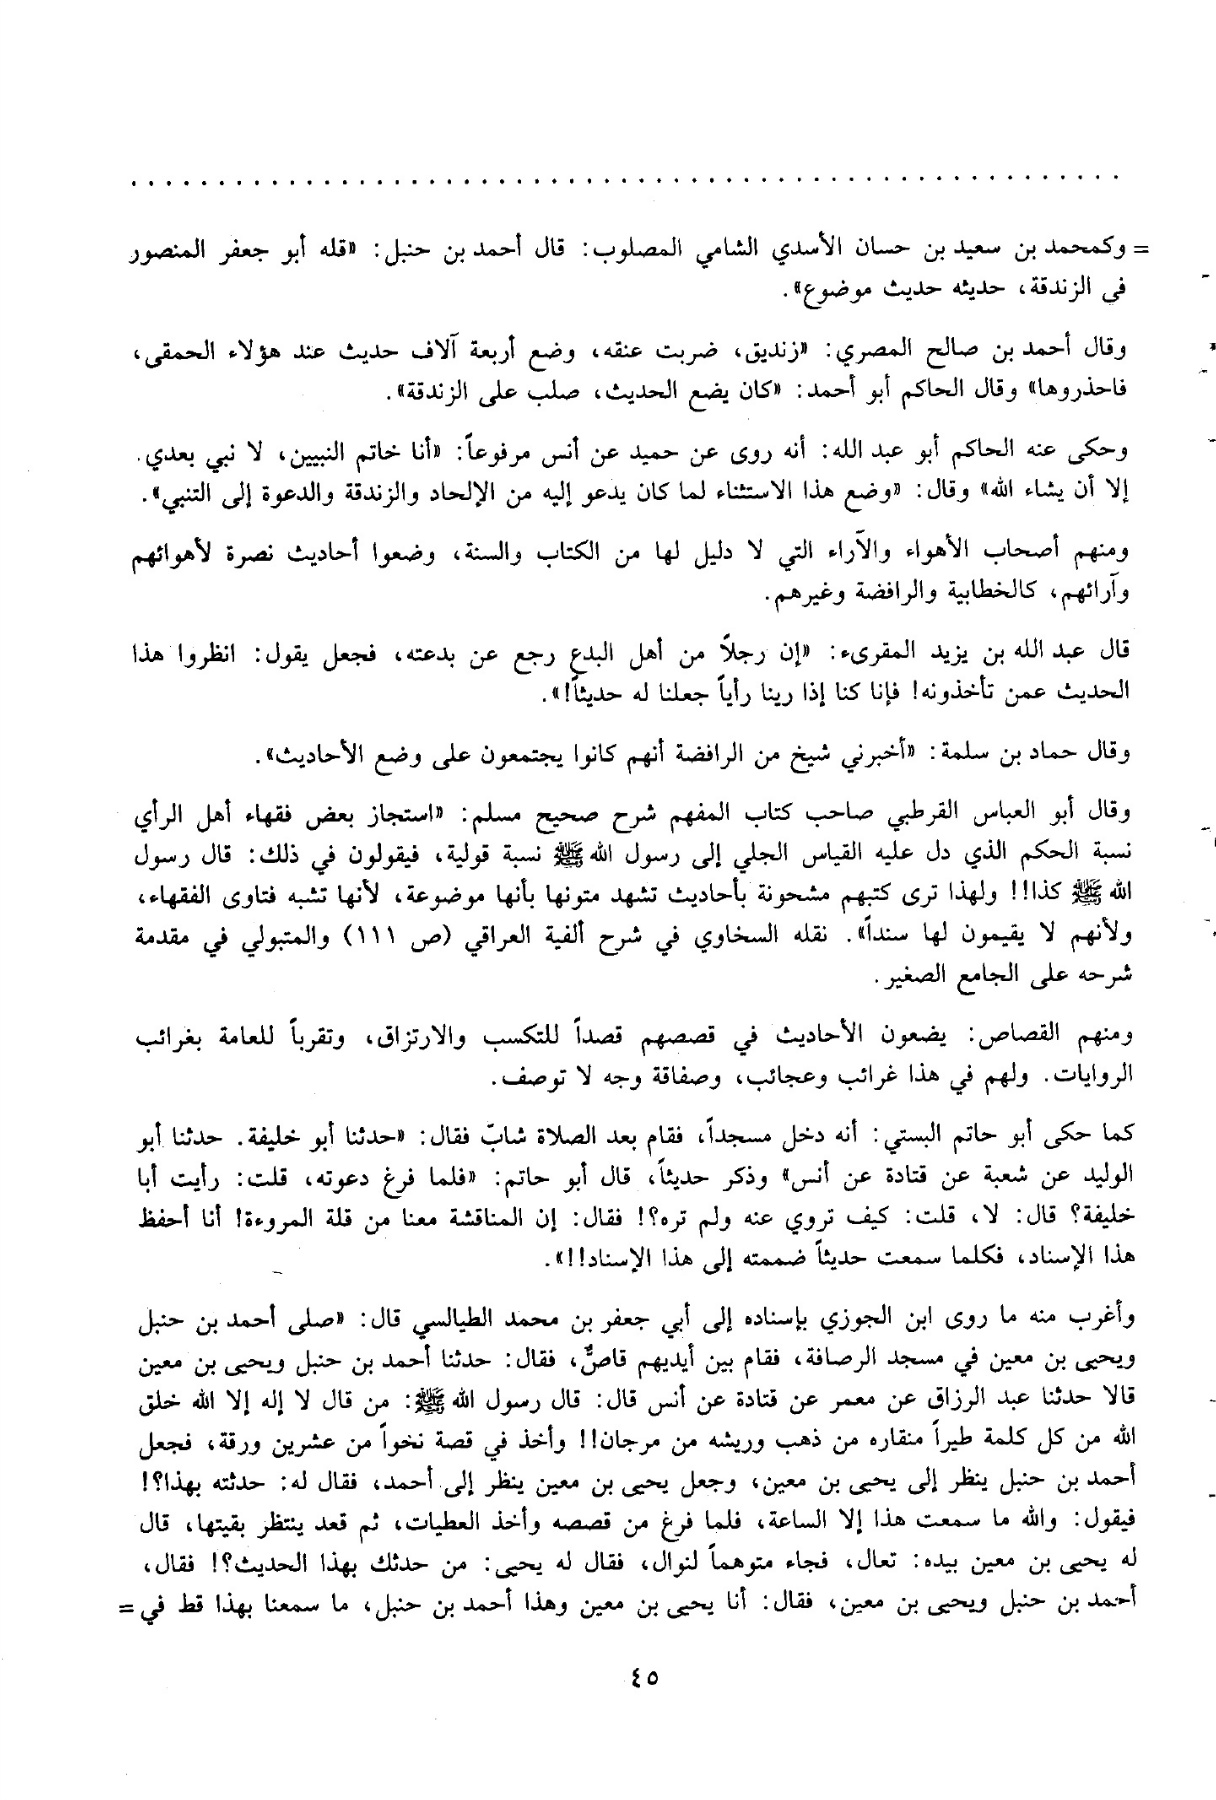 = وكمحمد بن سعيد بن حسان الأسدي الشامي المصلوب: قال أحمد بن حنبل: «قله أبو جعفر المنصور
في الزندقة، حديثه حديث موضوع».
وقال أحمد بن صالح المصري: «زنديق، ضربت عنقه، وضع أربعة آلاف حديث عند هؤلاء الحمقى،
فاحذروها» وقال الحاكم أبو أحمد: «كان يضع الحديث، صلب على الزندقة».
وحكى عنه الحاكم أبو عبد الله: أنه روى عن حميد عن أنس مرفوعاً: «أنا خاتم النبيين، لا نبي بعدي.
إلا أن يشاء الله» وقال: «وضع هذا الاستثناء لما كان يدعو إليه من الإلحاد والزندقة والدعوة إلى التنبي».
ومنهم أصحاب الأهواء والآراء التي لا دليل لها من الكتاب والسنة، وضعوا أحاديث نصرة لأهوائهم
وآرائهم، كالخطابية والرافضة وغيرهم.
قال عبد الله بن يزيد المقرىء: «إن رجلاً من أهل البدع رجع عن بدعته، فجعل يقول: انظروا هذا
الحديث عمن تأخذونه! فإنا كنا إذا رينا رأياً جعلنا له حديثاً!».
وقال حماد بن سلمة: «أخبرني شيخ من الرافضة أنهم كانوا يجتمعون على وضع الأحاديث».
وقال أبو العباس القرطبي صاحب كتاب المفهم شرح صحيح مسلم: «استجاز بعض فقهاء أهل الرأي
نسبة الحكم الذي دل عليه القياس الجلي إلى رسول الله ﷺ نسبة قولية، فيقولون في ذلك: قال رسول
الله ﷺ كذا!! ولهذا ترى كتبهم مشحونة بأحاديث تشهد متونها بأنها موضوعة، لأنها تشبه فتاوى الفقهاء،
ولأنهم لا يقيمون لها سنداً». نقله السخاوي في شرح ألفية العراقي (ص ١١١) والمتبولي في مقدمة
شرحه على الجامع الصغير.
ومنهم القصاص: يضعون الأحاديث في قصصهم قصداً للتكسب والارتزاق، وتقرباً للعامة بغرائب
الروايات. ولهم في هذا غرائب وعجائب، وصفاقة وجه لا توصف.
كما حكى أبو حاتم البستي: أنه دخل مسجداً، فقام بعد الصلاة شابّ فقال: «حدثنا أبو خليفة. حدثنا أبو
الوليد عن شعبة عن قتادة عن أنس» وذكر حديثاً، قال أبو حاتم: «فلما فرغ دعوته، قلت: رأيت أبا
خليفة؟ قال: لا، قلت: كيف تروي عنه ولم تره؟! فقال: إن المناقشة معنا من قلة المروءة! أنا أحفظ
هذا الإسناد، فكلما سمعت حديثاً ضممته إلى هذا الإسناد!!».
وأغرب منه ما روى ابن الجوزي بإسناده إلى أبي جعفر بن محمد الطيالسي قال: «صلى أحمد بن حنبل
ويحيى بن معين في مسجد الرصافة، فقام بين أيديهم قاصٌّ، فقال: حدثنا أحمد بن حنبل ويحيى بن معين
قالا حدثنا عبد الرزاق عن معمر عن قتادة عن أنس قال: قال رسول الله ﷺ: من قال لا إله إلا الله خلق
الله من كل كلمة طيراً منقاره من ذهب وريشه من مرجان!! وأخذ في قصة نخواً من عشرين ورقة، فجعل
أحمد بن حنبل ينظر إلى يحيى بن معين، وجعل يحيى بن معين ينظر إلى أحمد، فقال له: حدثته بهذا؟!
فيقول: والله ما سمعت هذا إلا الساعة، فلما فرغ من قصصه وأخذ العطيات، ثم قعد ينتظر بقيتها، قال
له يحيى بن معين بيده: تعال، فجاء متوهماً لنوال، فقال له يحيى: من حدثك بهذا الحديث؟! فقال،
أحمد بن حنبل ويحيى بن معين، فقال: أنا يحيى بن معين وهذا أحمد بن حنبل، ما سمعنا بهذا قط في =
٤٥